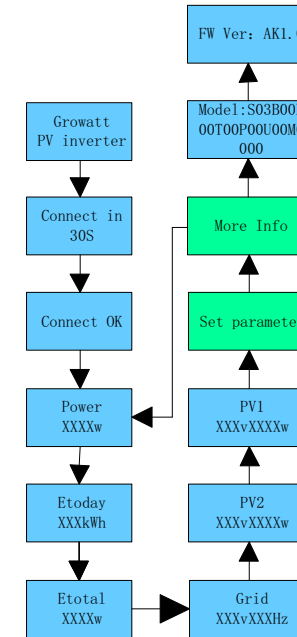 FW Ver: AK1.
Growatt
PV inverter
Model:S03B00
00T00P00U00M
000
Connect in
30S
More Info
Connect OK
Set paramete
Power
XXXXw
PV1
XXXvXXXXw
Etoday
XXXkWh
PV2
XXXvXXXXw
Etotal
XXXXw
Grid
XXXvXXXHz